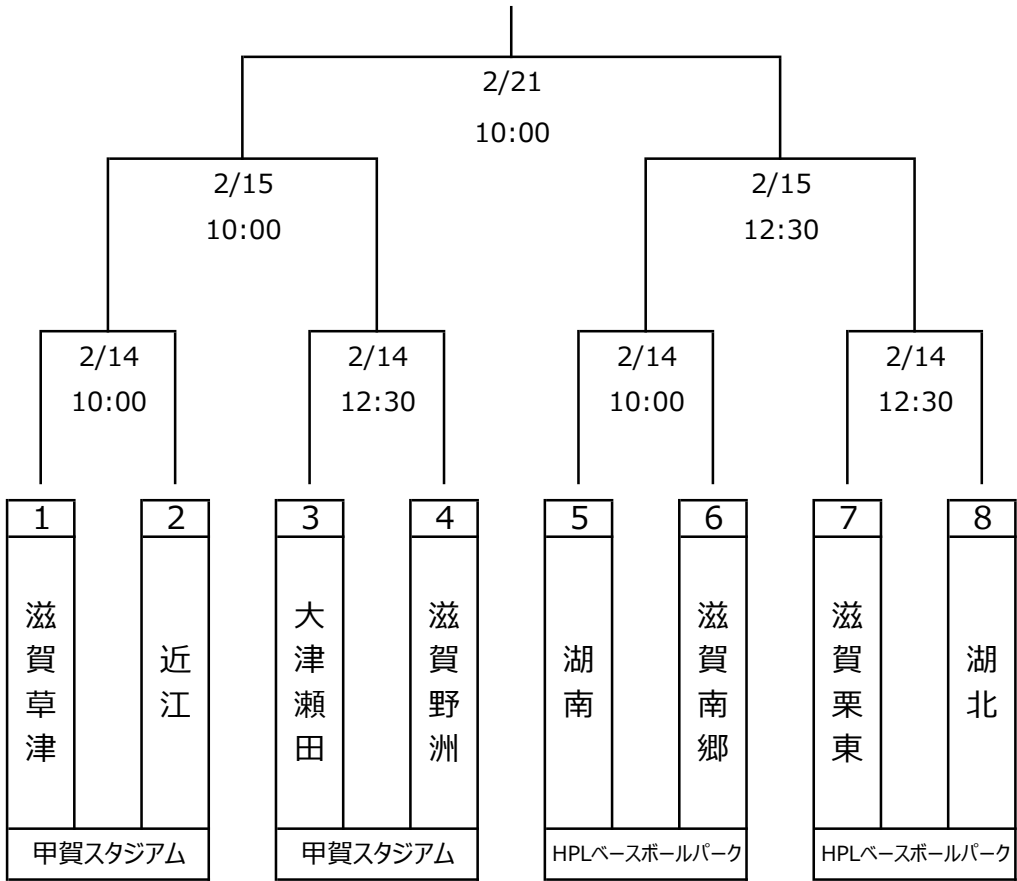 2/21
10:00
2/15
10:00
2/15
12:30
2/14
10:00
2/14
12:30
2/14
10:00
2/14
12:30
1
2
3
4
5
6
7
8
滋賀草津
近江
大津瀬田
滋賀野洲
湖南
滋賀南郷
滋賀栗東
湖北
甲賀スタジアム
甲賀スタジアム
HPLベースボールパーク
HPLベースボールパーク